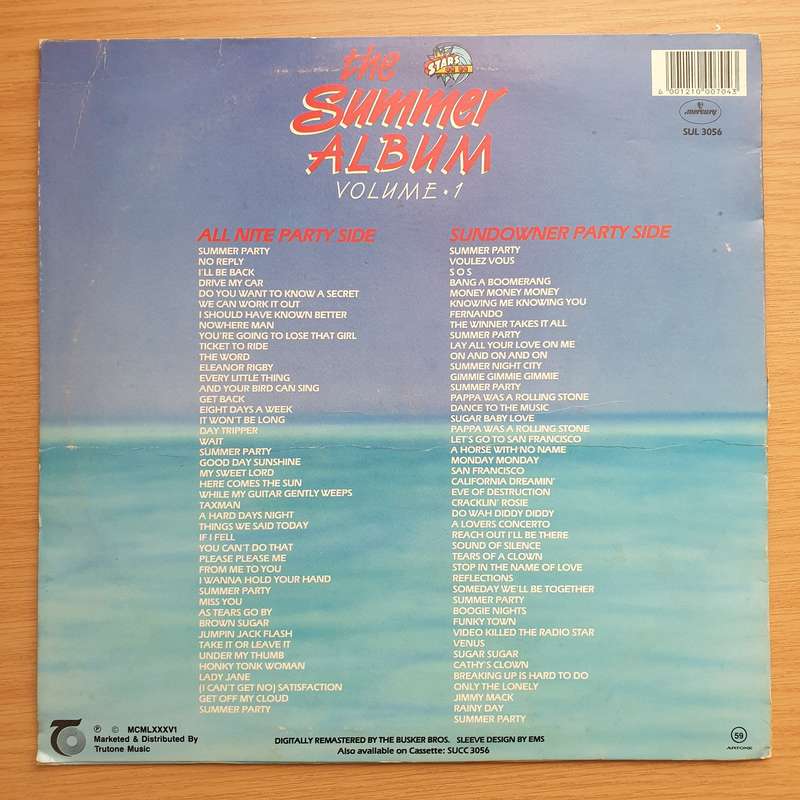 the
STARS
ON 33
Summer
ALBUM
VOLUME • 1
6 001210 007043
mercury
SUL 3056
ALL NITE PARTY SIDE
SUMMER PARTY
NO REPLY
I'LL BE BACK
DRIVE MY CAR
DO YOU WANT TO KNOW A SECRET
WE CAN WORK IT OUT
I SHOULD HAVE KNOWN BETTER
NOWHERE MAN
YOU'RE GOING TO LOSE THAT GIRL
TICKET TO RIDE
THE WORD
ELEANOR RIGBY
EVERY LITTLE THING
AND YOUR BIRD CAN SING
GET BACK
EIGHT DAYS A WEEK
IT WON'T BE LONG
DAY TRIPPER
WAIT
SUMMER PARTY
GOOD DAY SUNSHINE
MY SWEET LORD
HERE COMES THE SUN
WHILE MY GUITAR GENTLY WEEPS
TAXMAN
A HARD DAYS NIGHT
THINGS WE SAID TODAY
IF I FELL
YOU CAN'T DO THAT
PLEASE PLEASE ME
FROM ME TO YOU
I WANNA HOLD YOUR HAND
SUMMER PARTY
MISS YOU
AS TEARS GO BY
BROWN SUGAR
JUMPIN JACK FLASH
TAKE IT OR LEAVE IT
UNDER MY THUMB
HONKY TONK WOMAN
LADY JANE
(I CAN'T GET NO) SATISFACTION
GET OFF MY CLOUD
SUMMER PARTY
SUNDOWNER PARTY SIDE
SUMMER PARTY
VOULEZ VOUS
S O S
BANG A BOOMERANG
MONEY MONEY MONEY
KNOWING ME KNOWING YOU
FERNANDO
THE WINNER TAKES IT ALL
SUMMER PARTY
LAY ALL YOUR LOVE ON ME
ON AND ON AND ON
SUMMER NIGHT CITY
GIMMIE GIMMIE GIMMIE
SUMMER PARTY
PAPPA WAS A ROLLING STONE
DANCE TO THE MUSIC
SUGAR BABY LOVE
PAPPA WAS A ROLLING STONE
LET'S GO TO SAN FRANCISCO
A HORSE WITH NO NAME
MONDAY MONDAY
SAN FRANCISCO
CALIFORNIA DREAMIN'
EVE OF DESTRUCTION
CRACKLIN' ROSIE
DO WAH DIDDY DIDDY
A LOVERS CONCERTO
REACH OUT I'LL BE THERE
SOUND OF SILENCE
TEARS OF A CLOWN
STOP IN THE NAME OF LOVE
REFLECTIONS
SOMEDAY WE'LL BE TOGETHER
SUMMER PARTY
BOOGIE NIGHTS
FUNKY TOWN
VIDEO KILLED THE RADIO STAR
VENUS
SUGAR SUGAR
CATHY'S CLOWN
BREAKING UP IS HARD TO DO
ONLY THE LONELY
JIMMY MACK
RAINY DAY
SUMMER PARTY
℗ © MCMLXXXV1
Marketed & Distributed By
Trutone Music
DIGITALLY REMASTERED BY THE BUSKER BROS. SLEEVE DESIGN BY EMS
Also available on Cassette: SUCC 3056
59
ARTONE